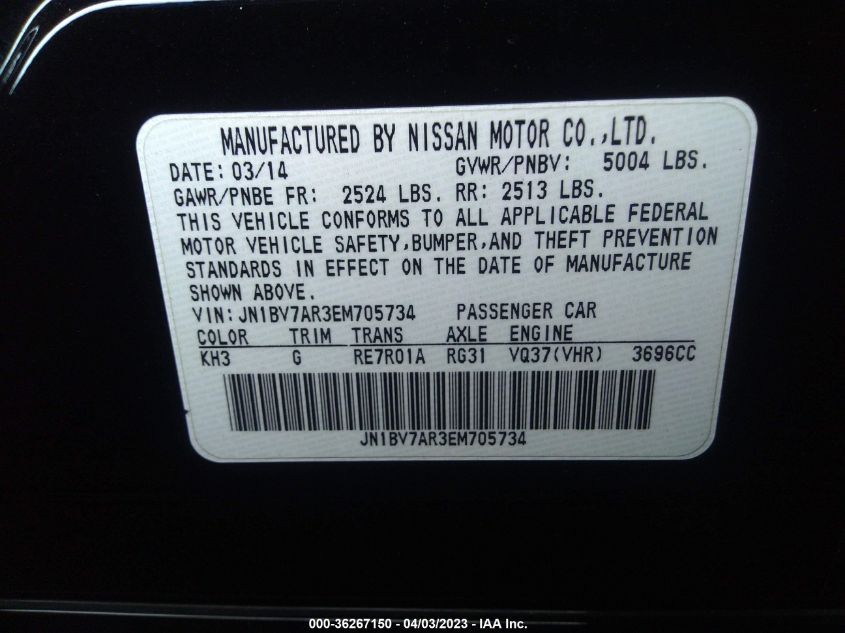 MANUFACTURED BY NISSAN MOTOR CO.,LTD.
DATE: 03/14 GVWR/PNBV: 5004 LBS.
GAWR/PNBE FR: 2524 LBS. RR: 2513 LBS.
THIS VEHICLE CONFORMS TO ALL APPLICABLE FEDERAL
MOTOR VEHICLE SAFETY,BUMPER,AND THEFT PREVENTION
STANDARDS IN EFFECT ON THE DATE OF MANUFACTURE
SHOWN ABOVE.
VIN: JN1BV7AR3EM705734 PASSENGER CAR
COLOR TRIM TRANS AXLE ENGINE
KH3 G RE7R01A RG31 VQ37(VHR) 3696CC
JN1BV7AR3EM705734
000-36267150 - 04/03/2023 - IAA Inc.